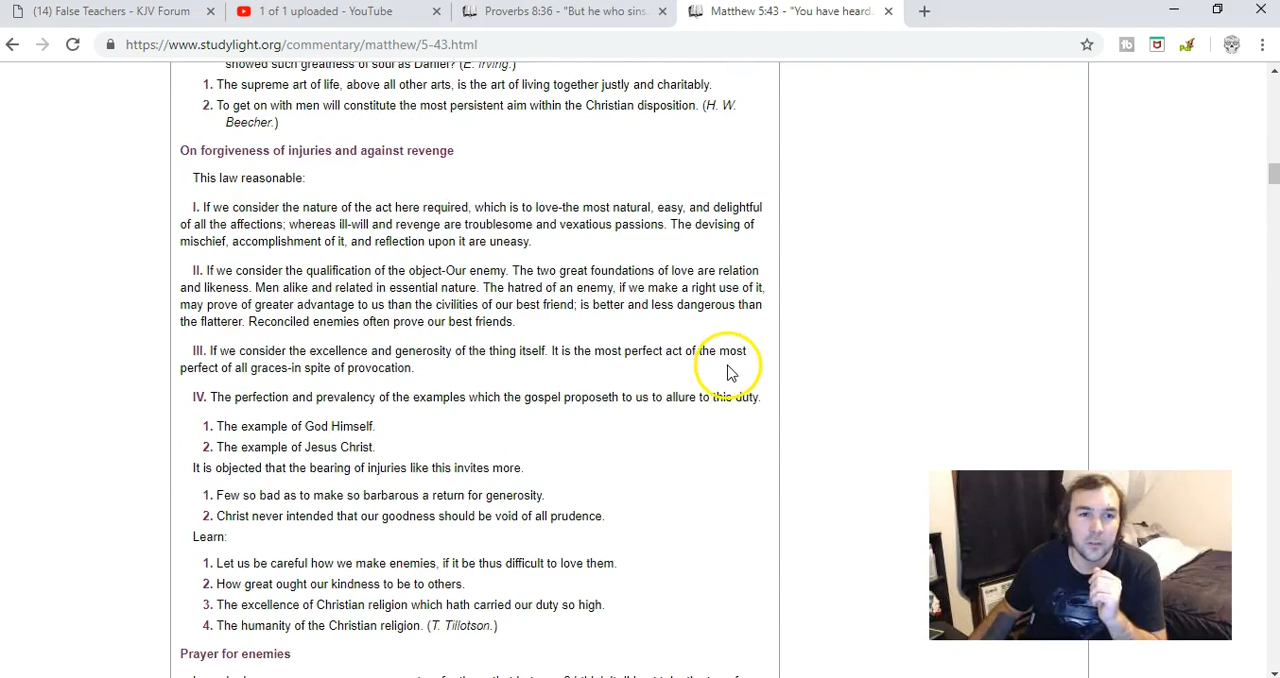 (14) False Teachers - KJV Forum
1 of 1 uploaded - YouTube
Proverbs 8:36 - "But he who sins
Matthew 5:43 - "You have heard
https://www.studylight.org/commentary/matthew/5-43.html
showed such greatness of soul as Daniel? (E. Irving.)
1. The supreme art of life, above all other arts, is the art of living together justly and charitably.
2. To get on with men will constitute the most persistent aim within the Christian disposition. (H. W.
Beecher.)
On forgiveness of injuries and against revenge
This law reasonable:
I. If we consider the nature of the act here required, which is to love-the most natural, easy, and delightful
of all the affections; whereas ill-will and revenge are troublesome and vexatious passions. The devising of
mischief, accomplishment of it, and reflection upon it are uneasy.
II. If we consider the qualification of the object-Our enemy. The two great foundations of love are relation
and likeness. Men alike and related in essential nature. The hatred of an enemy, if we make a right use of it,
may prove of greater advantage to us than the civilities of our best friend; is better and less dangerous than
the flatterer. Reconciled enemies often prove our best friends.
III. If we consider the excellence and generosity of the thing itself. It is the most perfect act of the most
perfect of all graces-in spite of provocation.
IV. The perfection and prevalency of the examples which the gospel proposeth to us to allure to this duty.
1. The example of God Himself.
2. The example of Jesus Christ.
It is objected that the bearing of injuries like this invites more.
1. Few so bad as to make so barbarous a return for generosity.
2. Christ never intended that our goodness should be void of all prudence.
Learn:
1. Let us be careful how we make enemies, if it be thus difficult to love them.
2. How great ought our kindness to be to others.
3. The excellence of Christian religion which hath carried our duty so high.
4. The humanity of the Christian religion. (T. Tillotson.)
Prayer for enemies